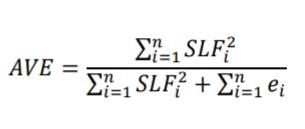 AVE = \frac{\sum_{i=1}^{n} SLF_i^2}{\sum_{i=1}^{n} SLF_i^2 + \sum_{i=1}^{n} e_i}